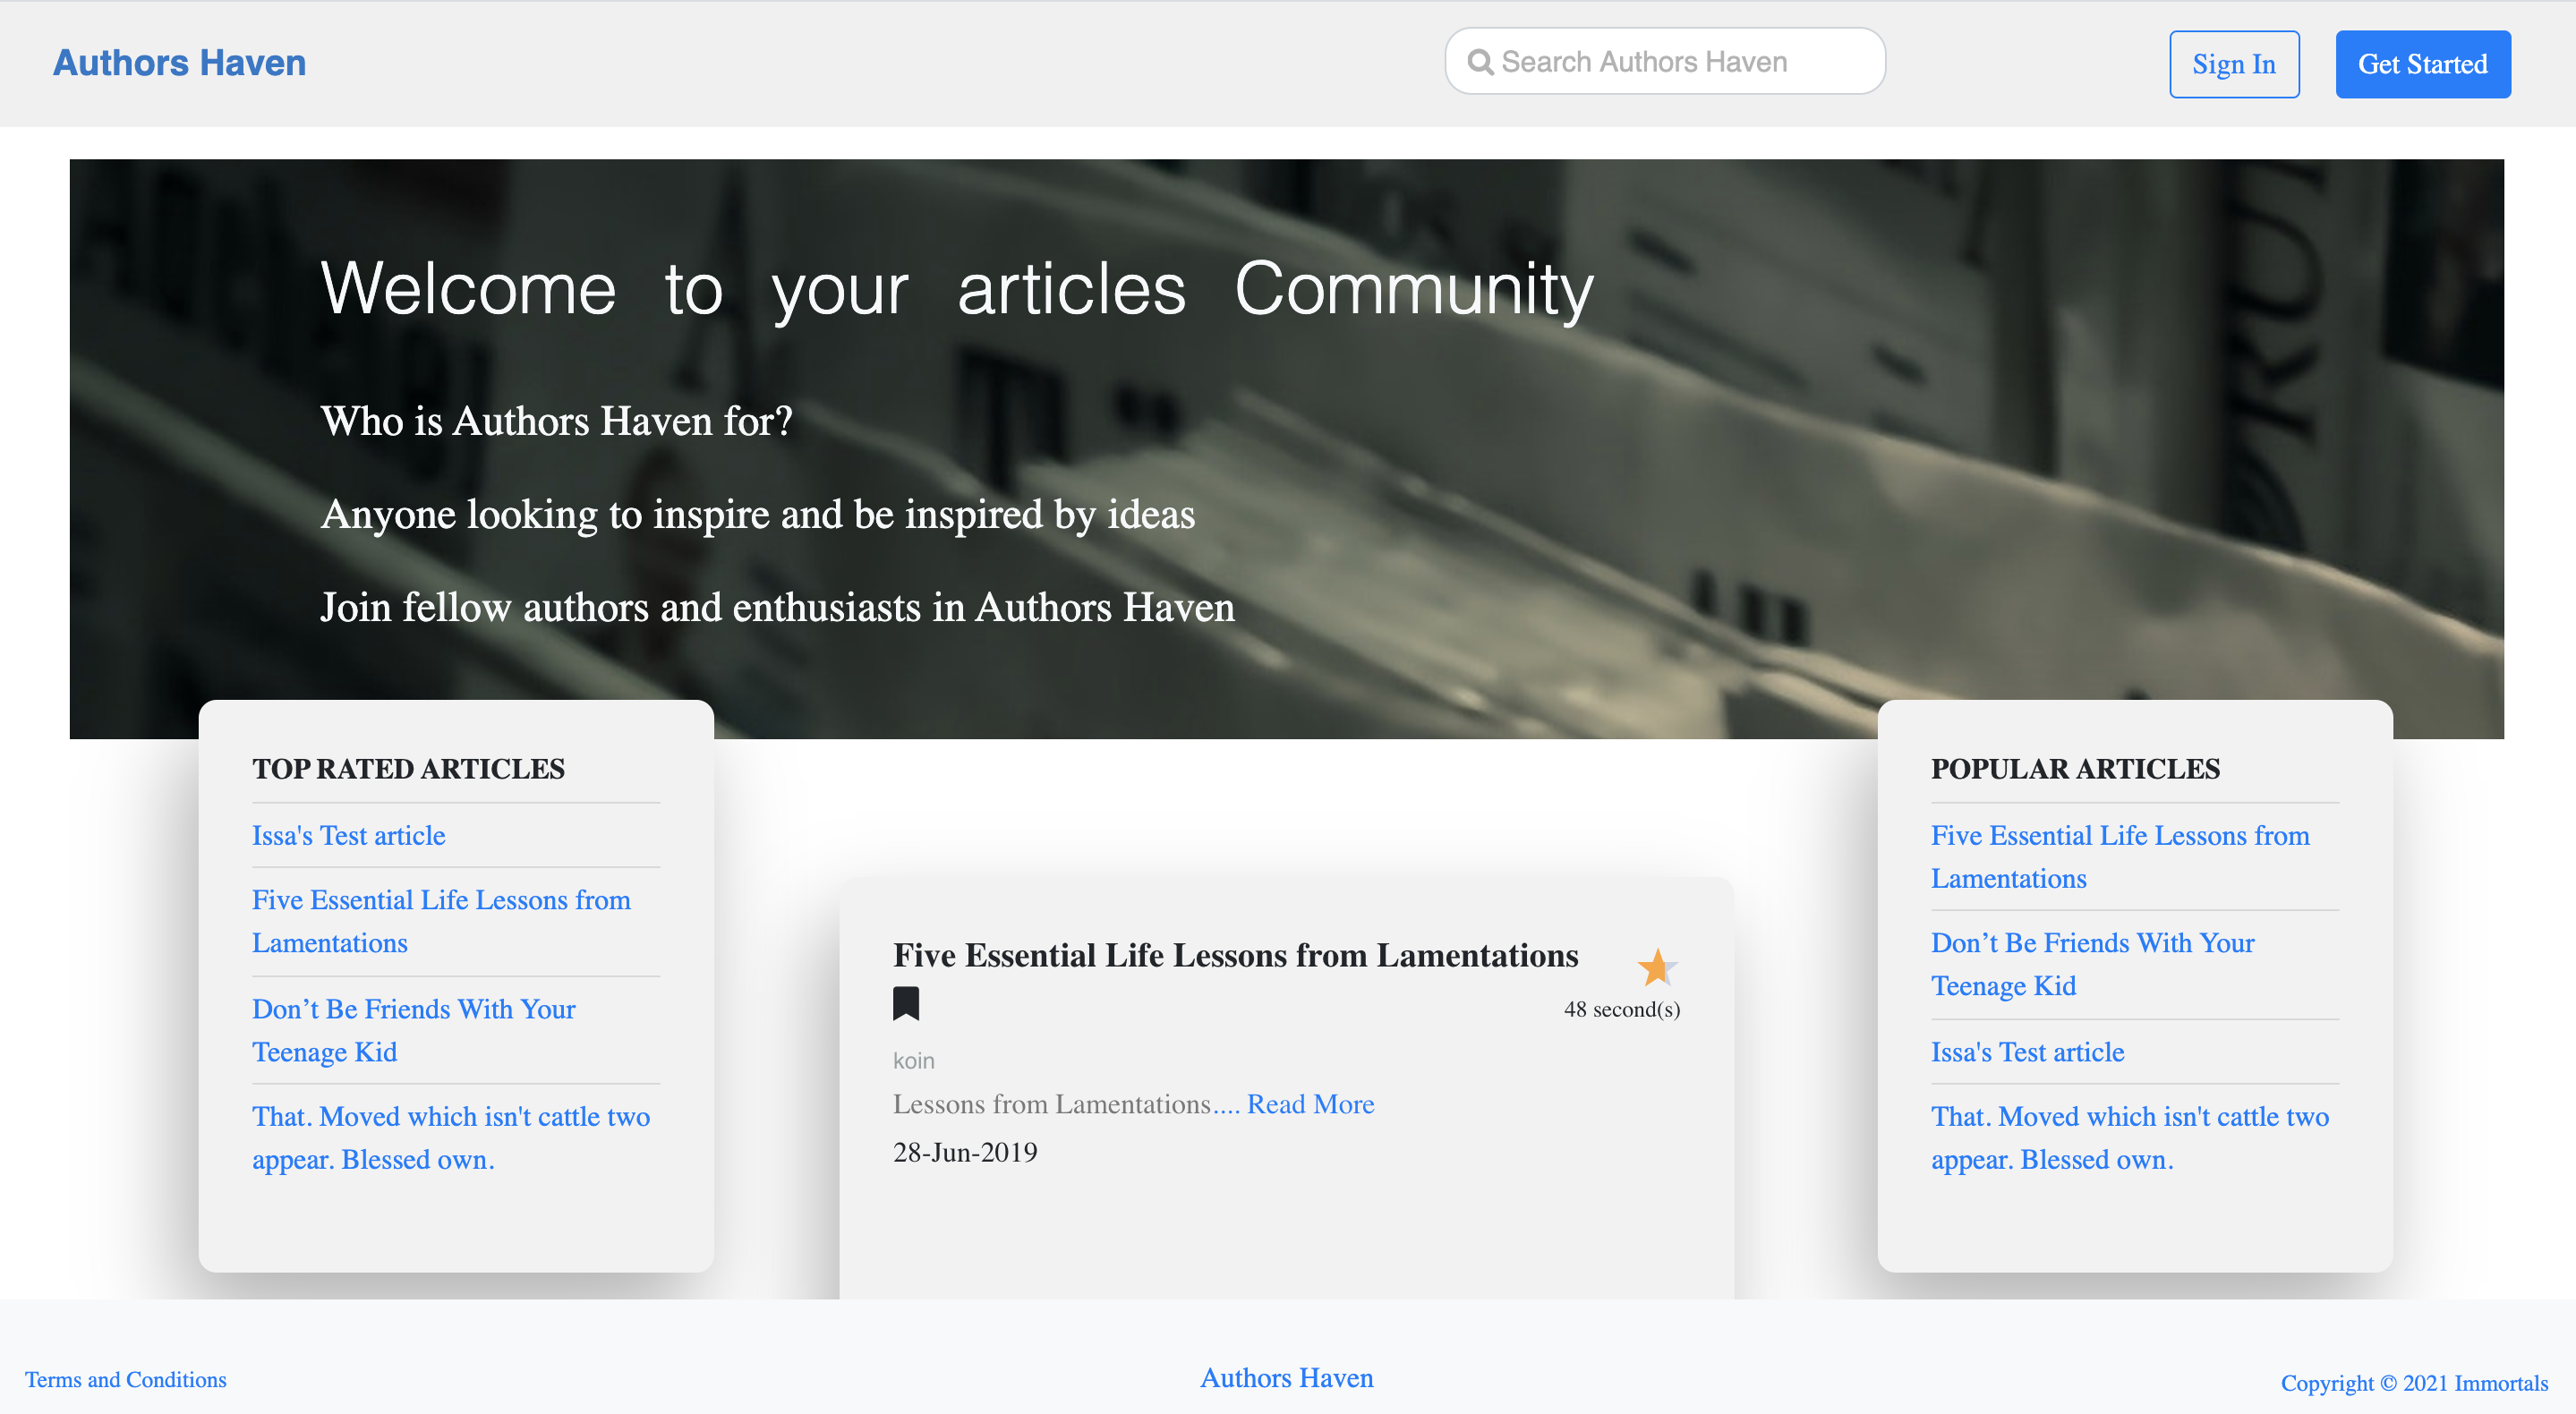 Authors Haven
Search Authors Haven
Sign In
Get Started
Welcome to your articles Community
Who is Authors Haven for?
Anyone looking to inspire and be inspired by ideas
Join fellow authors and enthusiasts in Authors Haven
TOP RATED ARTICLES
Issa's Test article
Five Essential Life Lessons from
Lamentations
Don’t Be Friends With Your
Teenage Kid
That. Moved which isn't cattle two
appear. Blessed own.
Five Essential Life Lessons from Lamentations
48 second(s)
koin
Lessons from Lamentations.... Read More
28-Jun-2019
POPULAR ARTICLES
Five Essential Life Lessons from
Lamentations
Don’t Be Friends With Your
Teenage Kid
Issa's Test article
That. Moved which isn't cattle two
appear. Blessed own.
Terms and Conditions
Authors Haven
Copyright © 2021 Immortals